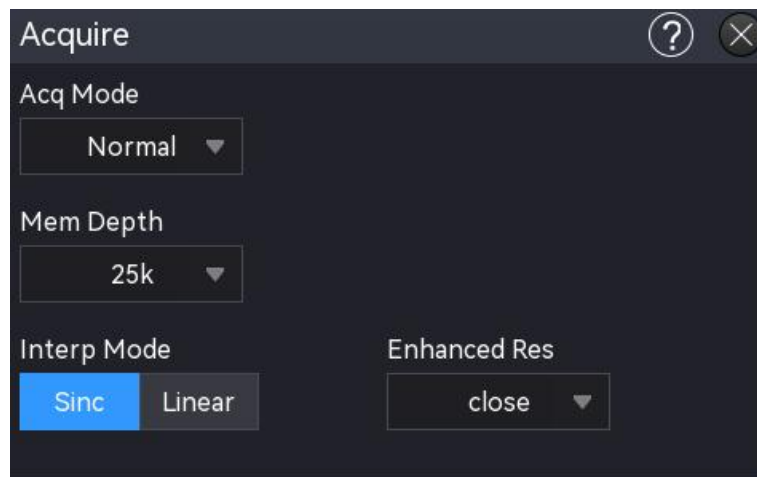 Acquire ?
Acq Mode
Normal
Mem Depth
25k
Interp Mode Enhanced Res
Sinc Linear close